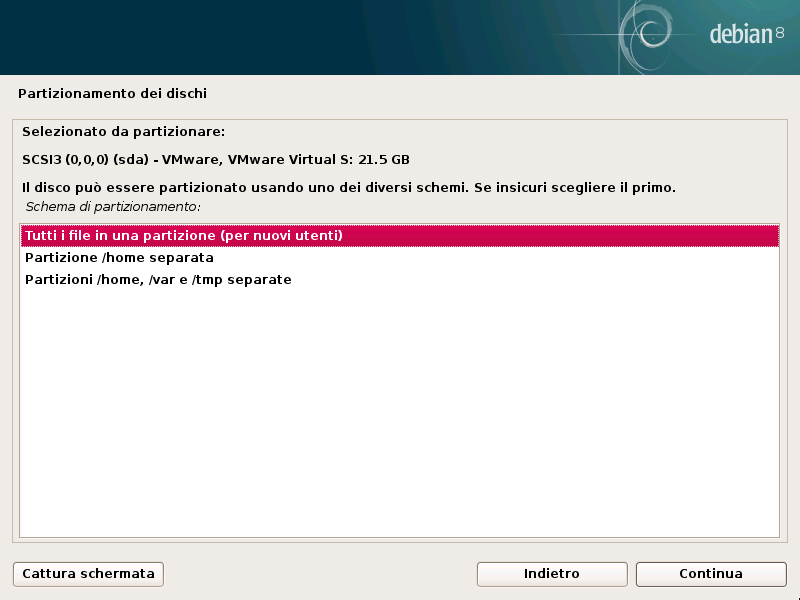 debian 8
Partizionamento dei dischi
Selezionato da partizionare:
SCSI3 (0,0,0) (sda) - VMware, VMware Virtual S: 21.5 GB
Il disco può essere partizionato usando uno dei diversi schemi. Se insicuri scegliere il primo.
Schema di partizionamento:
Tutti i file in una partizione (per nuovi utenti)
Partizione /home separata
Partizioni /home, /var e /tmp separate
Cattura schermata Indietro Continua